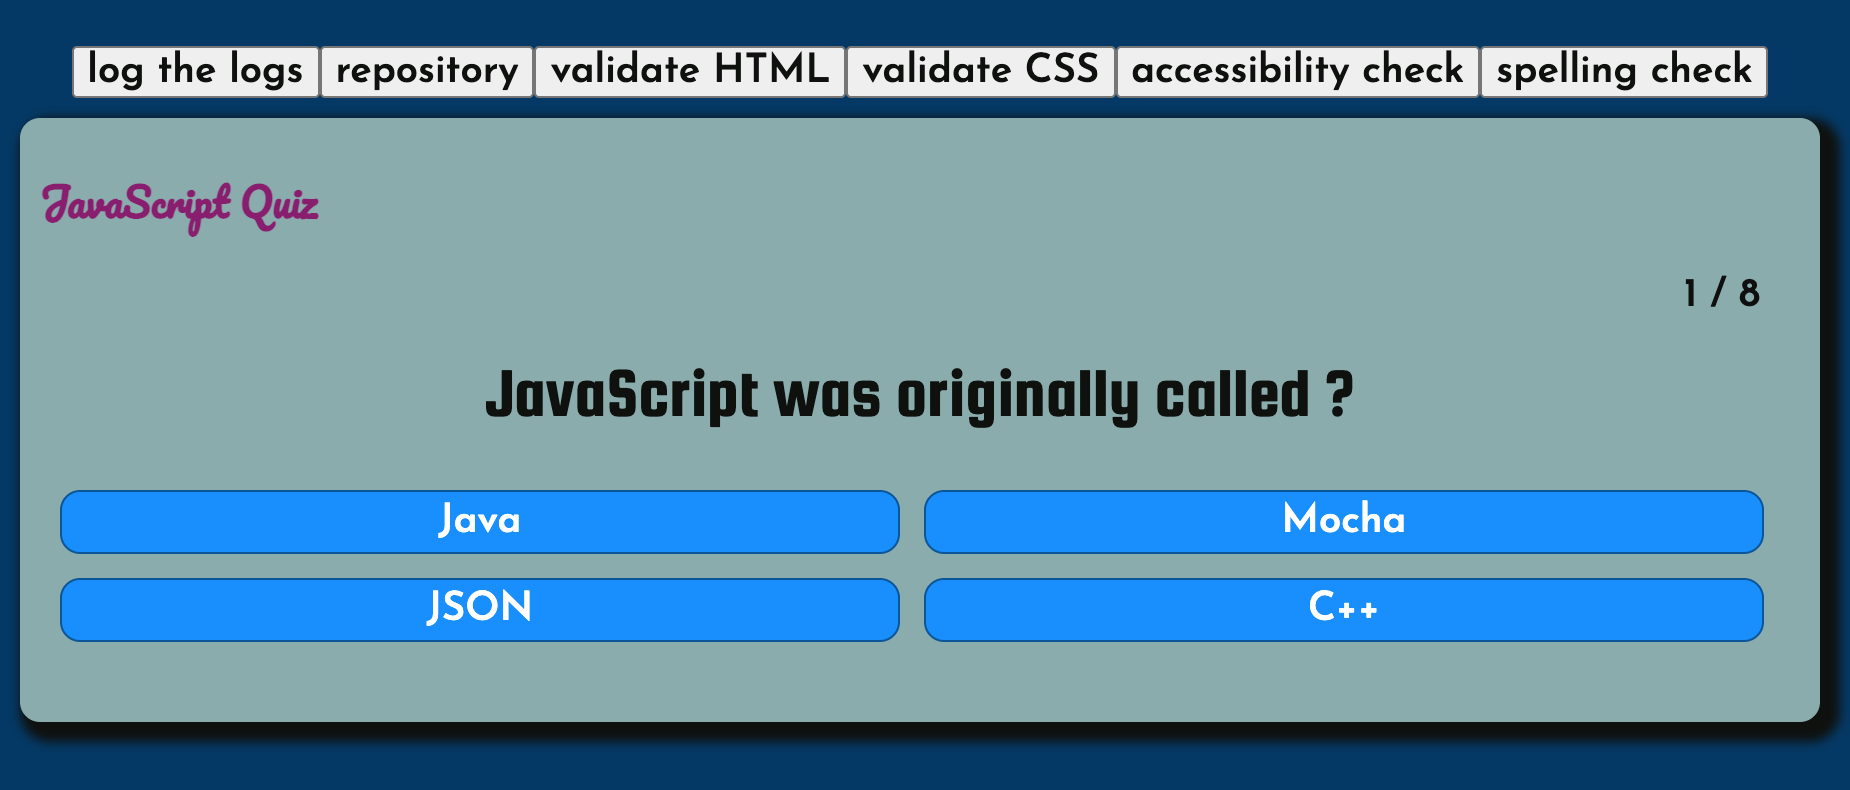 log the logs repository validate HTML validate CSS accessibility check spelling check
JavaScript Quiz
1 / 8
JavaScript was originally called ?
Java Mocha
JSON C++